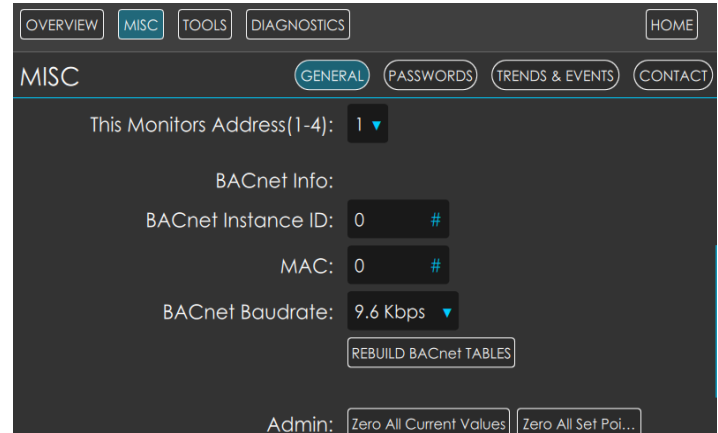 OVERVIEW MISC TOOLS DIAGNOSTICS HOME
MISC GENERAL PASSWORDS TRENDS & EVENTS CONTACT
This Monitors Address(1-4): 1
BACnet Info:
BACnet Instance ID: 0 #
MAC: 0 #
BACnet Baudrate: 9.6 Kbps
REBUILD BACnet TABLES
Admin: Zero All Current Values Zero All Set Poi...